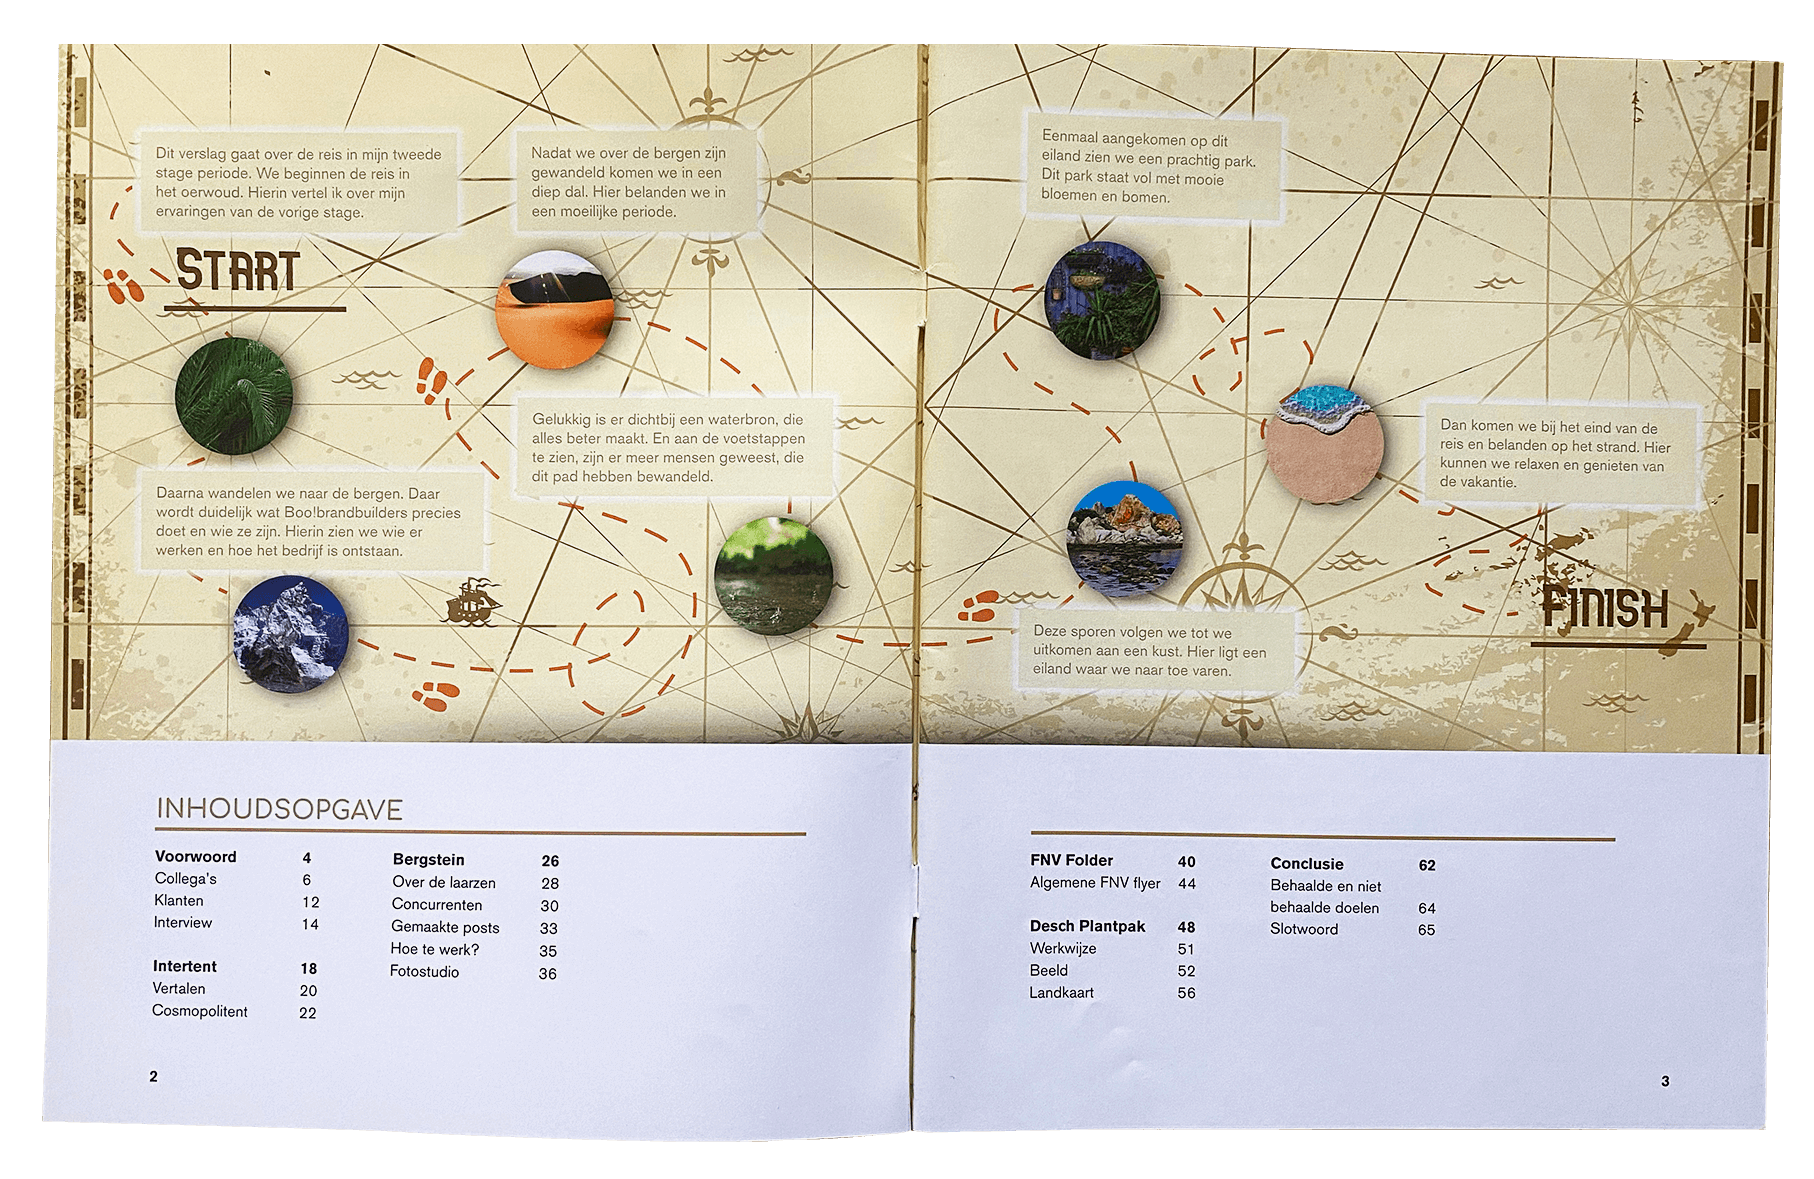 Dit verslag gaat over de reis in mijn tweede
stage periode. We beginnen de reis in
het oerwoud. Hierin vertel ik over mijn
ervaringen van de vorige stage.
START
Daarna wandelen we naar de bergen. Daar
wordt duidelijk wat Boo!brandbuilders precies
doet en wie ze zijn. Hierin zien we wie er
werken en hoe het bedrijf is ontstaan.
Nadat we over de bergen zijn
gewandeld komen we in een
diep dal. Hier belanden we in
een moeilijke periode.
Gelukkig is er dichtbij een waterbron, die
alles beter maakt. En aan de voetstappen
te zien, zijn er meer mensen geweest, die
dit pad hebben bewandeld.
Deze sporen volgen we tot we
uitkomen aan een kust. Hier ligt een
eiland waar we naar toe varen.
Eenmaal aangekomen op dit
eiland zien we een prachtig park.
Dit park staat vol met mooie
bloemen en bomen.
Dan komen we bij het eind van de
reis en belanden op het strand. Hier
kunnen we relaxen en genieten van
de vakantie.
FINISH
INHOUDSOPGAVE
Voorwoord 4
Collega's 6
Klanten 12
Interview 14
Intertent 18
Vertalen 20
Cosmopolitent 22
Bergstein 26
Over de laarzen 28
Concurrenten 30
Gemaakte posts 33
Hoe te werk? 35
Fotostudio 36
2
FNV Folder 40
Algemene FNV flyer 44
Desch Plantpak 48
Werkwijze 51
Beeld 52
Landkaart 56
Conclusie 62
Behaalde en niet
behaalde doelen 64
Slotwoord 65
3